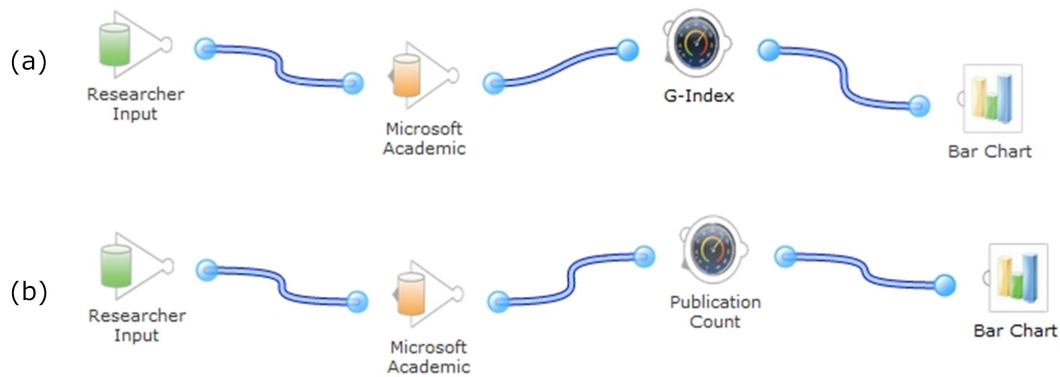 (a)
Researcher
Input
Microsoft
Academic
G-Index
Bar Chart
(b)
Researcher
Input
Microsoft
Academic
Publication
Count
Bar Chart